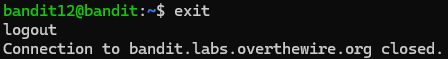 bandit12@bandit:~$ exit
logout
Connection to bandit.labs.overthewire.org closed.